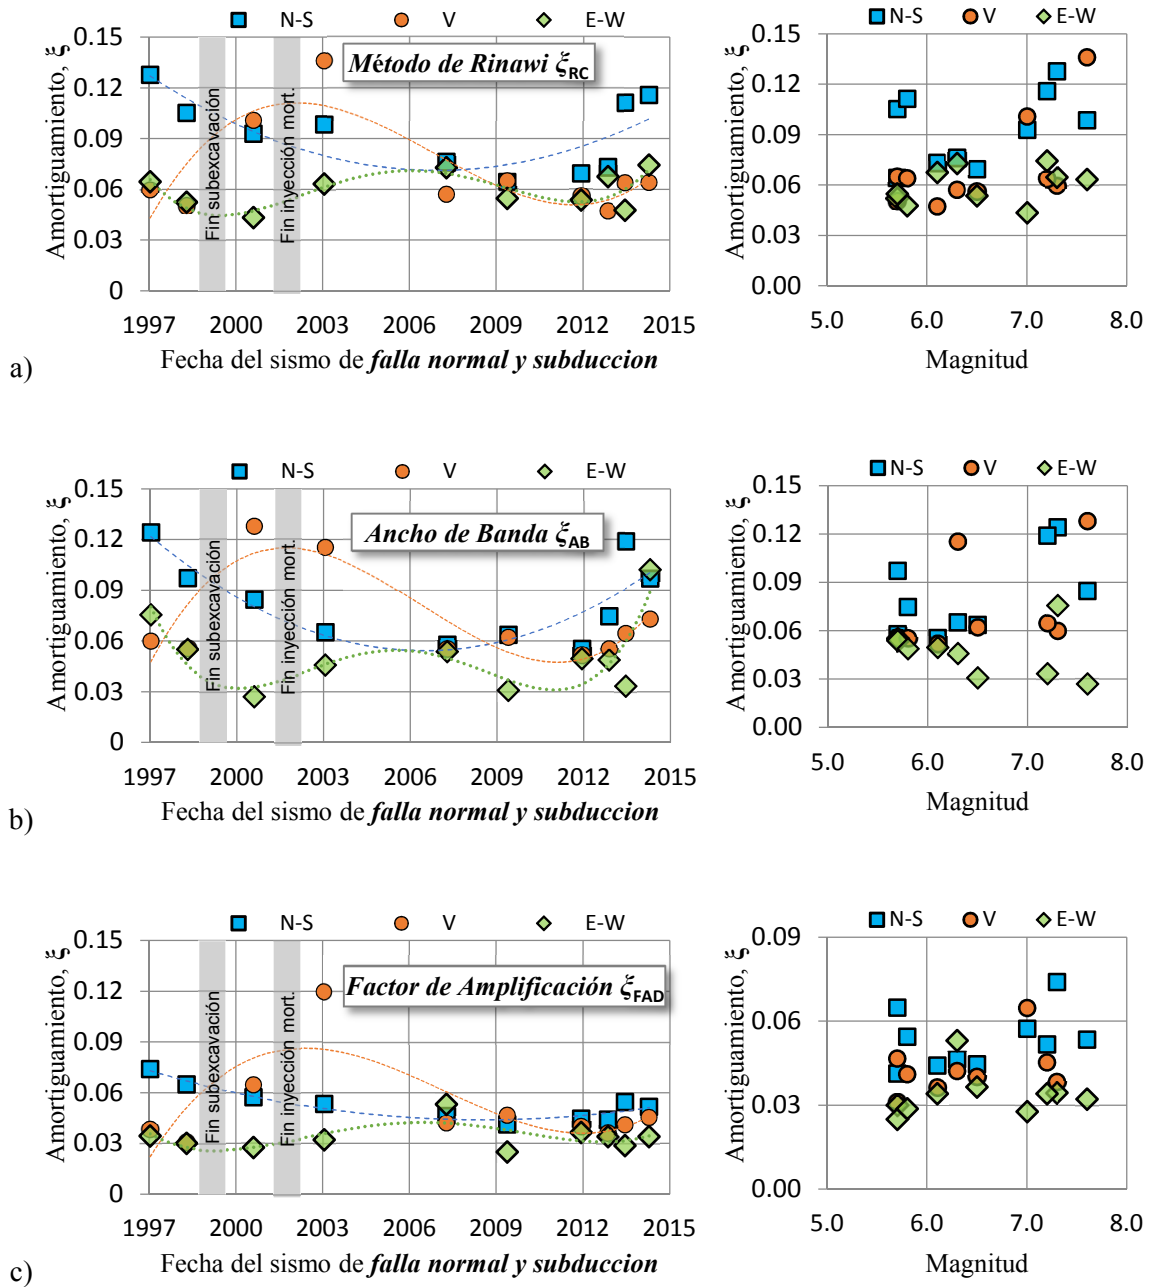 N-S V E-W
0.15
0.12
0.09
0.06
0.03
0
Amortiguamiento, ξ
Fin subexcavación
Fin inyección mort.
Método de Rinawi ξRC
1997 2000 2003 2006 2009 2012 2015
Fecha del sismo de falla normal y subduccion
a)
N-S V E-W
0.15
0.12
0.09
0.06
0.03
0.00
Amortiguamiento, ξ
5.0 6.0 7.0 8.0
Magnitud
N-S V E-W
0.15
0.12
0.09
0.06
0.03
0
Amortiguamiento, ξ
Fin subexcavación
Fin inyección mort.
Ancho de Banda ξAB
1997 2000 2003 2006 2009 2012 2015
Fecha del sismo de falla normal y subduccion
b)
N-S V E-W
0.15
0.12
0.09
0.06
0.03
0.00
Amortiguamiento, ξ
5.0 6.0 7.0 8.0
Magnitud
N-S V E-W
0.15
0.12
0.09
0.06
0.03
0
Amortiguamiento, ξ
Fin subexcavación
Fin inyección mort.
Factor de Amplificación ξFAD
1997 2000 2003 2006 2009 2012 2015
Fecha del sismo de falla normal y subduccion
c)
N-S V E-W
0.09
0.06
0.03
0.00
Amortiguamiento, ξ
5.0 6.0 7.0 8.0
Magnitud